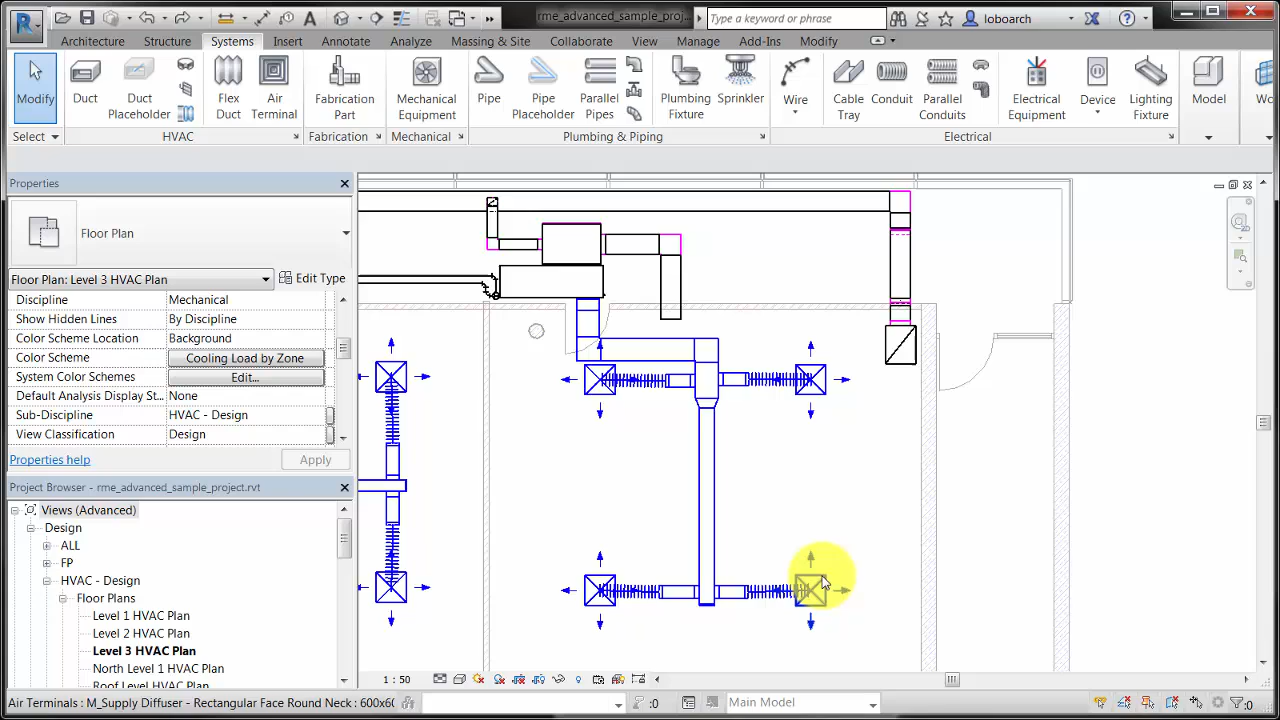 rme_advanced_sample_proj...
Type a keyword or phrase
loboarch
Architecture Structure Systems Insert Annotate Analyze Massing & Site Collaborate View Manage Add-Ins Modify
Modify Duct Duct Placeholder Flex Duct Air Terminal Fabrication Part Mechanical Equipment Pipe Pipe Placeholder Parallel Pipes Plumbing Fixture Sprinkler Wire Cable Tray Conduit Parallel Conduits Electrical Equipment Device Lighting Fixture Model
Select HVAC Fabrication Mechanical Plumbing & Piping Electrical
Properties
Floor Plan
Floor Plan: Level 3 HVAC Plan Edit Type
Discipline Mechanical
Show Hidden Lines By Discipline
Color Scheme Location Background
Color Scheme Cooling Load by Zone
System Color Schemes Edit...
Default Analysis Display St... None
Sub-Discipline HVAC - Design
View Classification Design
Properties help Apply
Project Browser - rme_advanced_sample_project.rvt
Views (Advanced)
Design
ALL
FP
HVAC - Design
Floor Plans
Level 1 HVAC Plan
Level 2 HVAC Plan
Level 3 HVAC Plan
North Level 1 HVAC Plan
Roof Level HVAC Plan
1 : 50
Air Terminals : M_Supply Diffuser - Rectangular Face Round Neck : 600x60 :0 Main Model :0